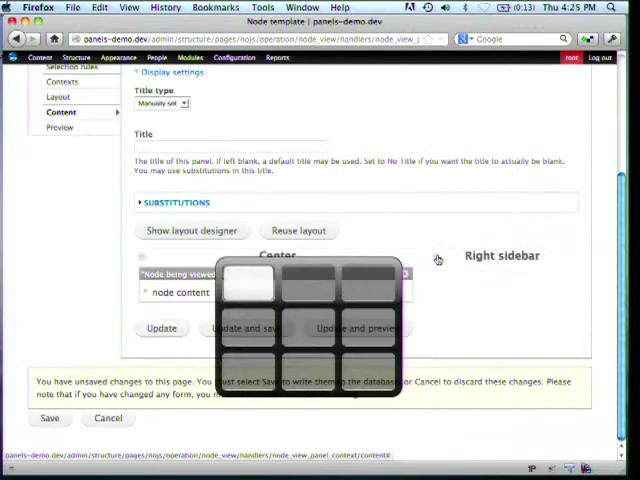 Firefox File Edit View History Bookmarks Tools Window Help (0:13) Thu 4:25 PM
Node template | panels-demo.dev
panels-demo.dev/admin/structure/pages/nojs/operation/node_view/handlers/node_view_p Google
Content Structure Appearance People Modules Configuration Reports root Log out
Selection rules
Contexts
Layout
Content
Preview
Display settings
Title type
Manually set
Title
The title of this panel. If left blank, a default title may be used. Set to No Title if you want the title to actually be blank.
You may use substitutions in this title.
SUBSTITUTIONS
Show layout designer Reuse layout
Center Right sidebar
"Node being viewed
node content
Update Update and save Update and preview
You have unsaved changes to this page. You must select Save to write them to the database, or Cancel to discard these changes. Please
note that if you have changed any form, you
Save Cancel
panels-demo.dev/admin/structure/pages/nojs/operation/node_view/handlers/node_view_panel_context/content#